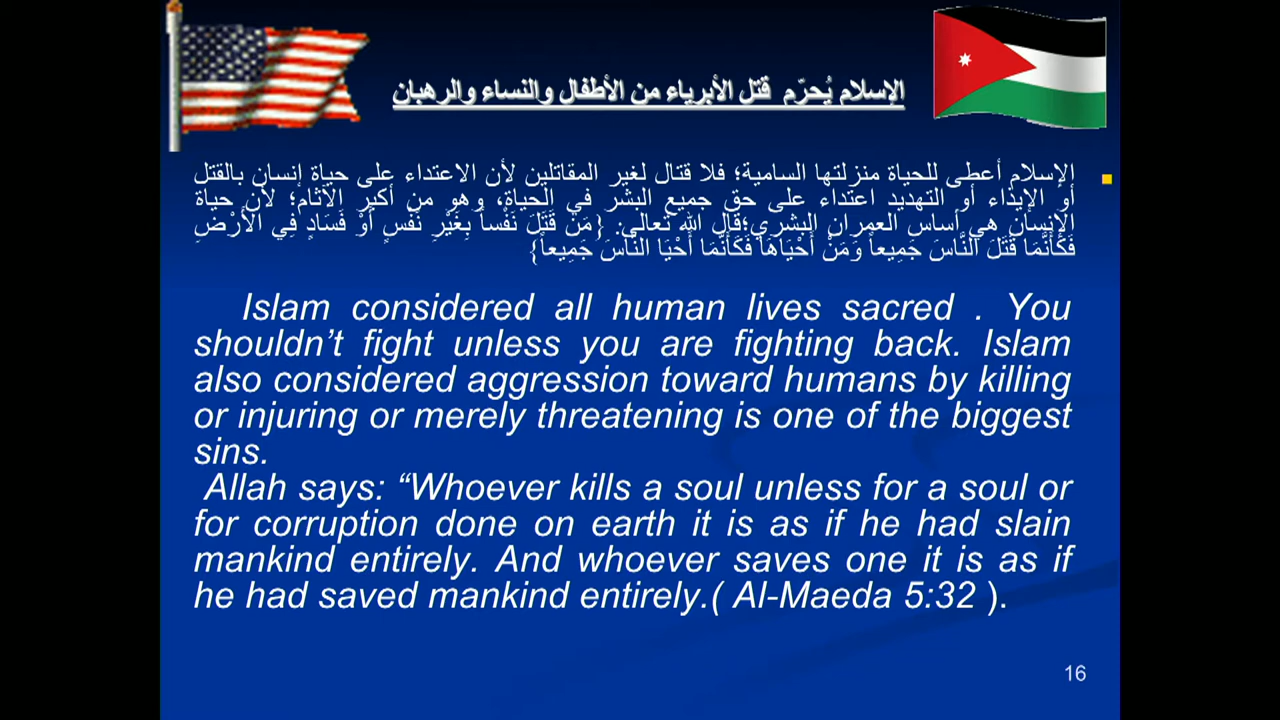 الإسلام يُحرّم قتل الأبرياء من الأطفال والنساء والرهبان
الإسلام أعطى للحياة منزلتها السامية؛ فلا قتال لغير المقاتلين لأن الاعتداء على حياة إنسان بالقتل
أو الإيذاء أو التهديد اعتداء على حق جميع البشر في الحياة، وهو من أكبر الآثام؛ لأن حياة
الإنسان هي أساس العمران البشري؛قال الله تعالى: {مَنْ قَتَلَ نَفْساً بِغَيْرِ نَفْسٍ أَوْ فَسَادٍ فِي الْأَرْضِ
فَكَأَنَّمَا قَتَلَ النَّاسَ جَمِيعاً وَمَنْ أَحْيَاهَا فَكَأَنَّمَا أَحْيَا النَّاسَ جَمِيعاً}
Islam considered all human lives sacred . You
shouldn’t fight unless you are fighting back. Islam
also considered aggression toward humans by killing
or injuring or merely threatening is one of the biggest
sins.
Allah says: “Whoever kills a soul unless for a soul or
for corruption done on earth it is as if he had slain
mankind entirely. And whoever saves one it is as if
he had saved mankind entirely.( Al-Maeda 5:32 ).
16